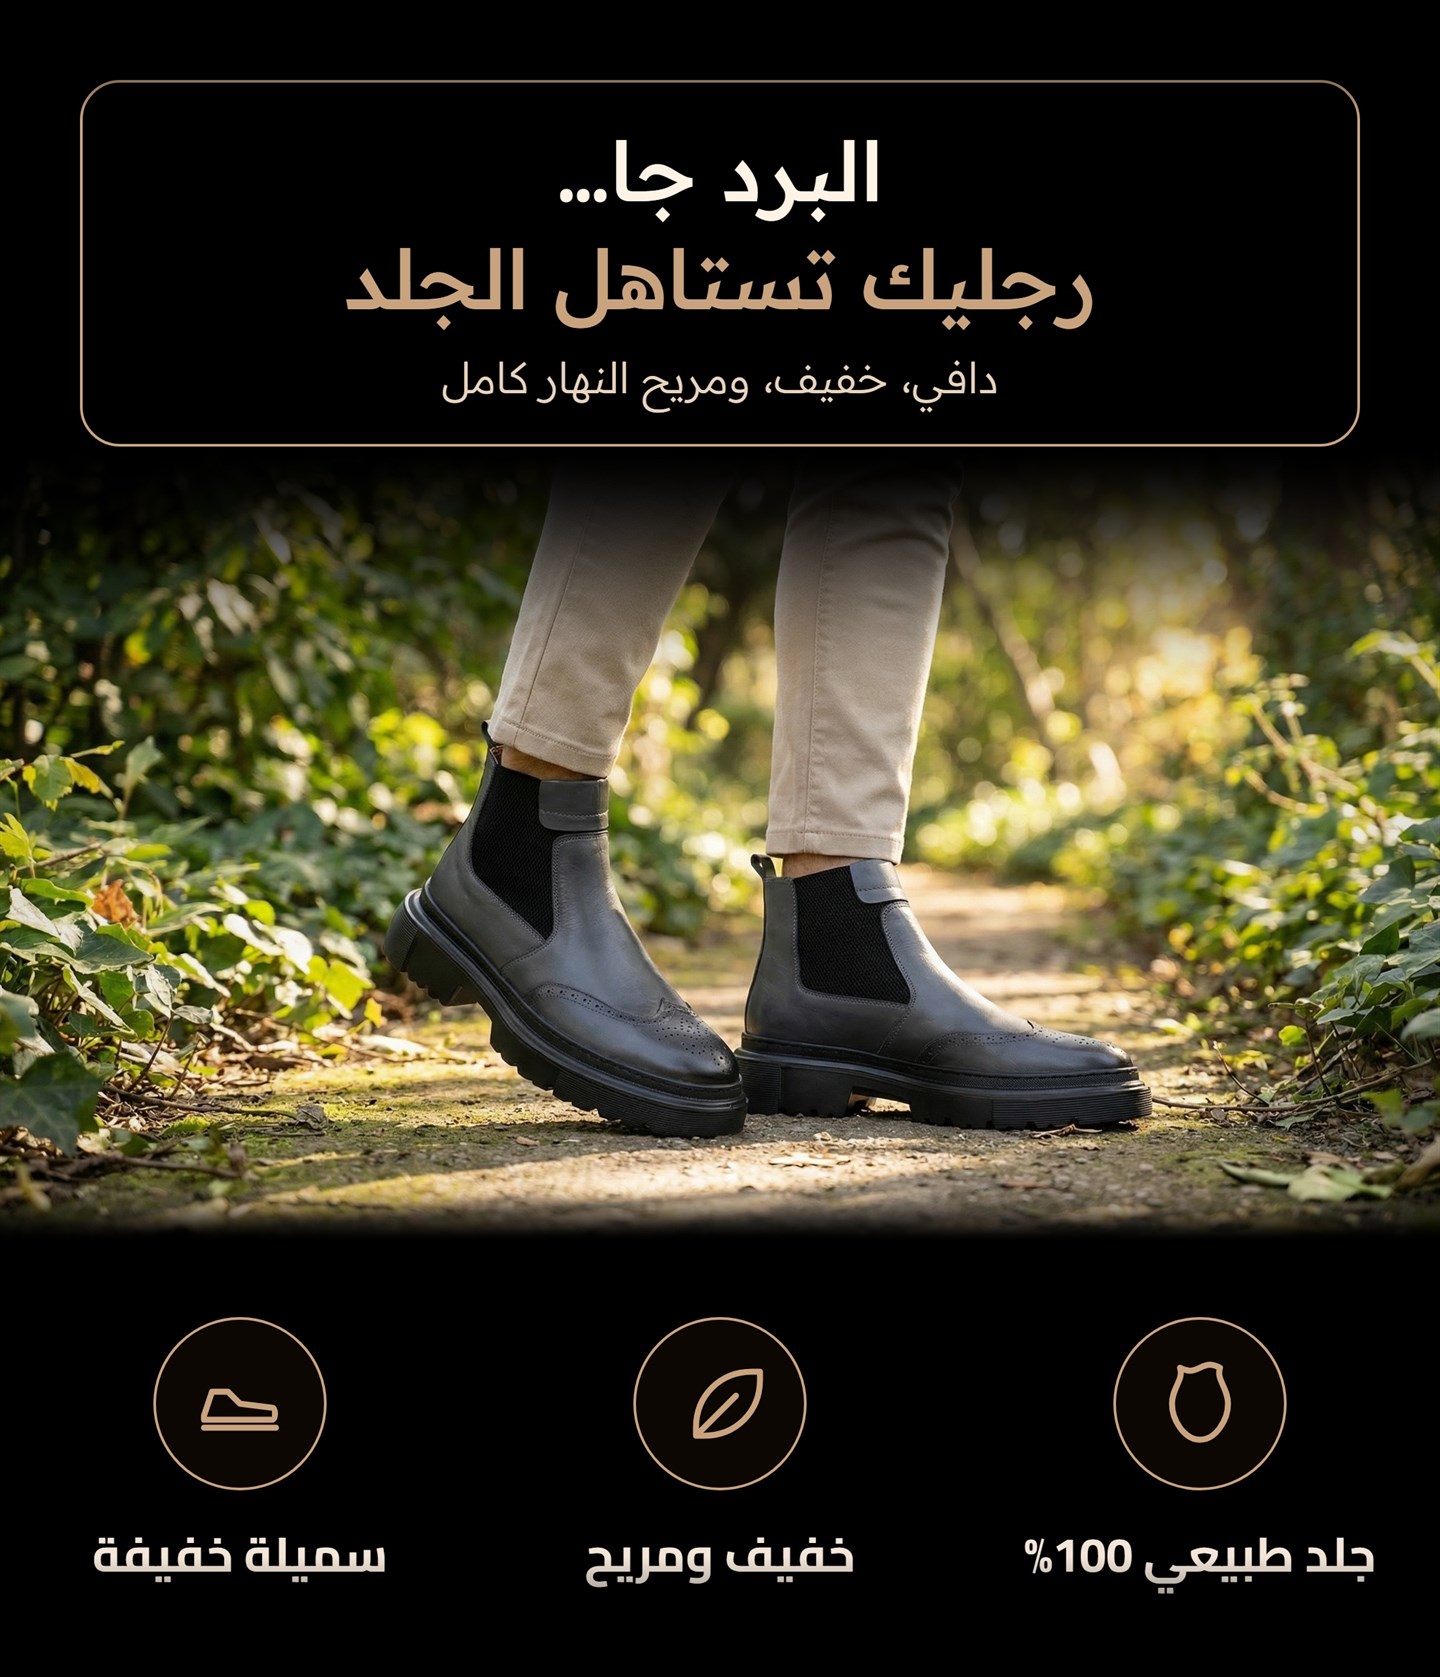 البرد جا...
رجليك تستاهل الجلد
دافي، خفيف، ومريح النهار كامل
جلد طبيعي 100%
خفيف ومريح
سميلة خفيفة